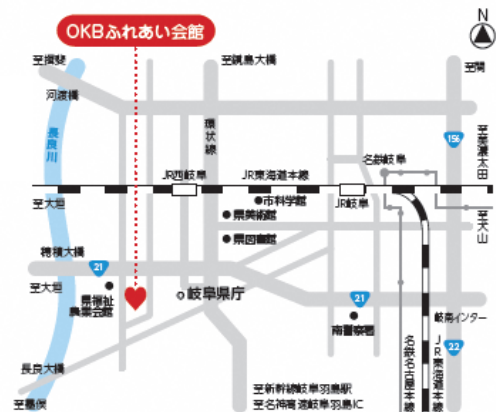 OKBふれあい会館
N
至揖斐
至鏡島大橋
至関
河渡橋
長良川
環状線
156
至美濃太田
名鉄岐阜
JR西岐阜
JR東海道本線
市科学館
JR岐阜
至大垣
県美術館
至犬山
穂積大橋
県図書館
21
至大垣
県福祉
農業会館
岐阜県庁
21
南警察署
岐南インター
22
長良大橋
名鉄名古屋本線
JR東海道本線
至墨俣
至新幹線岐阜羽島駅
至名神高速岐阜羽島IC